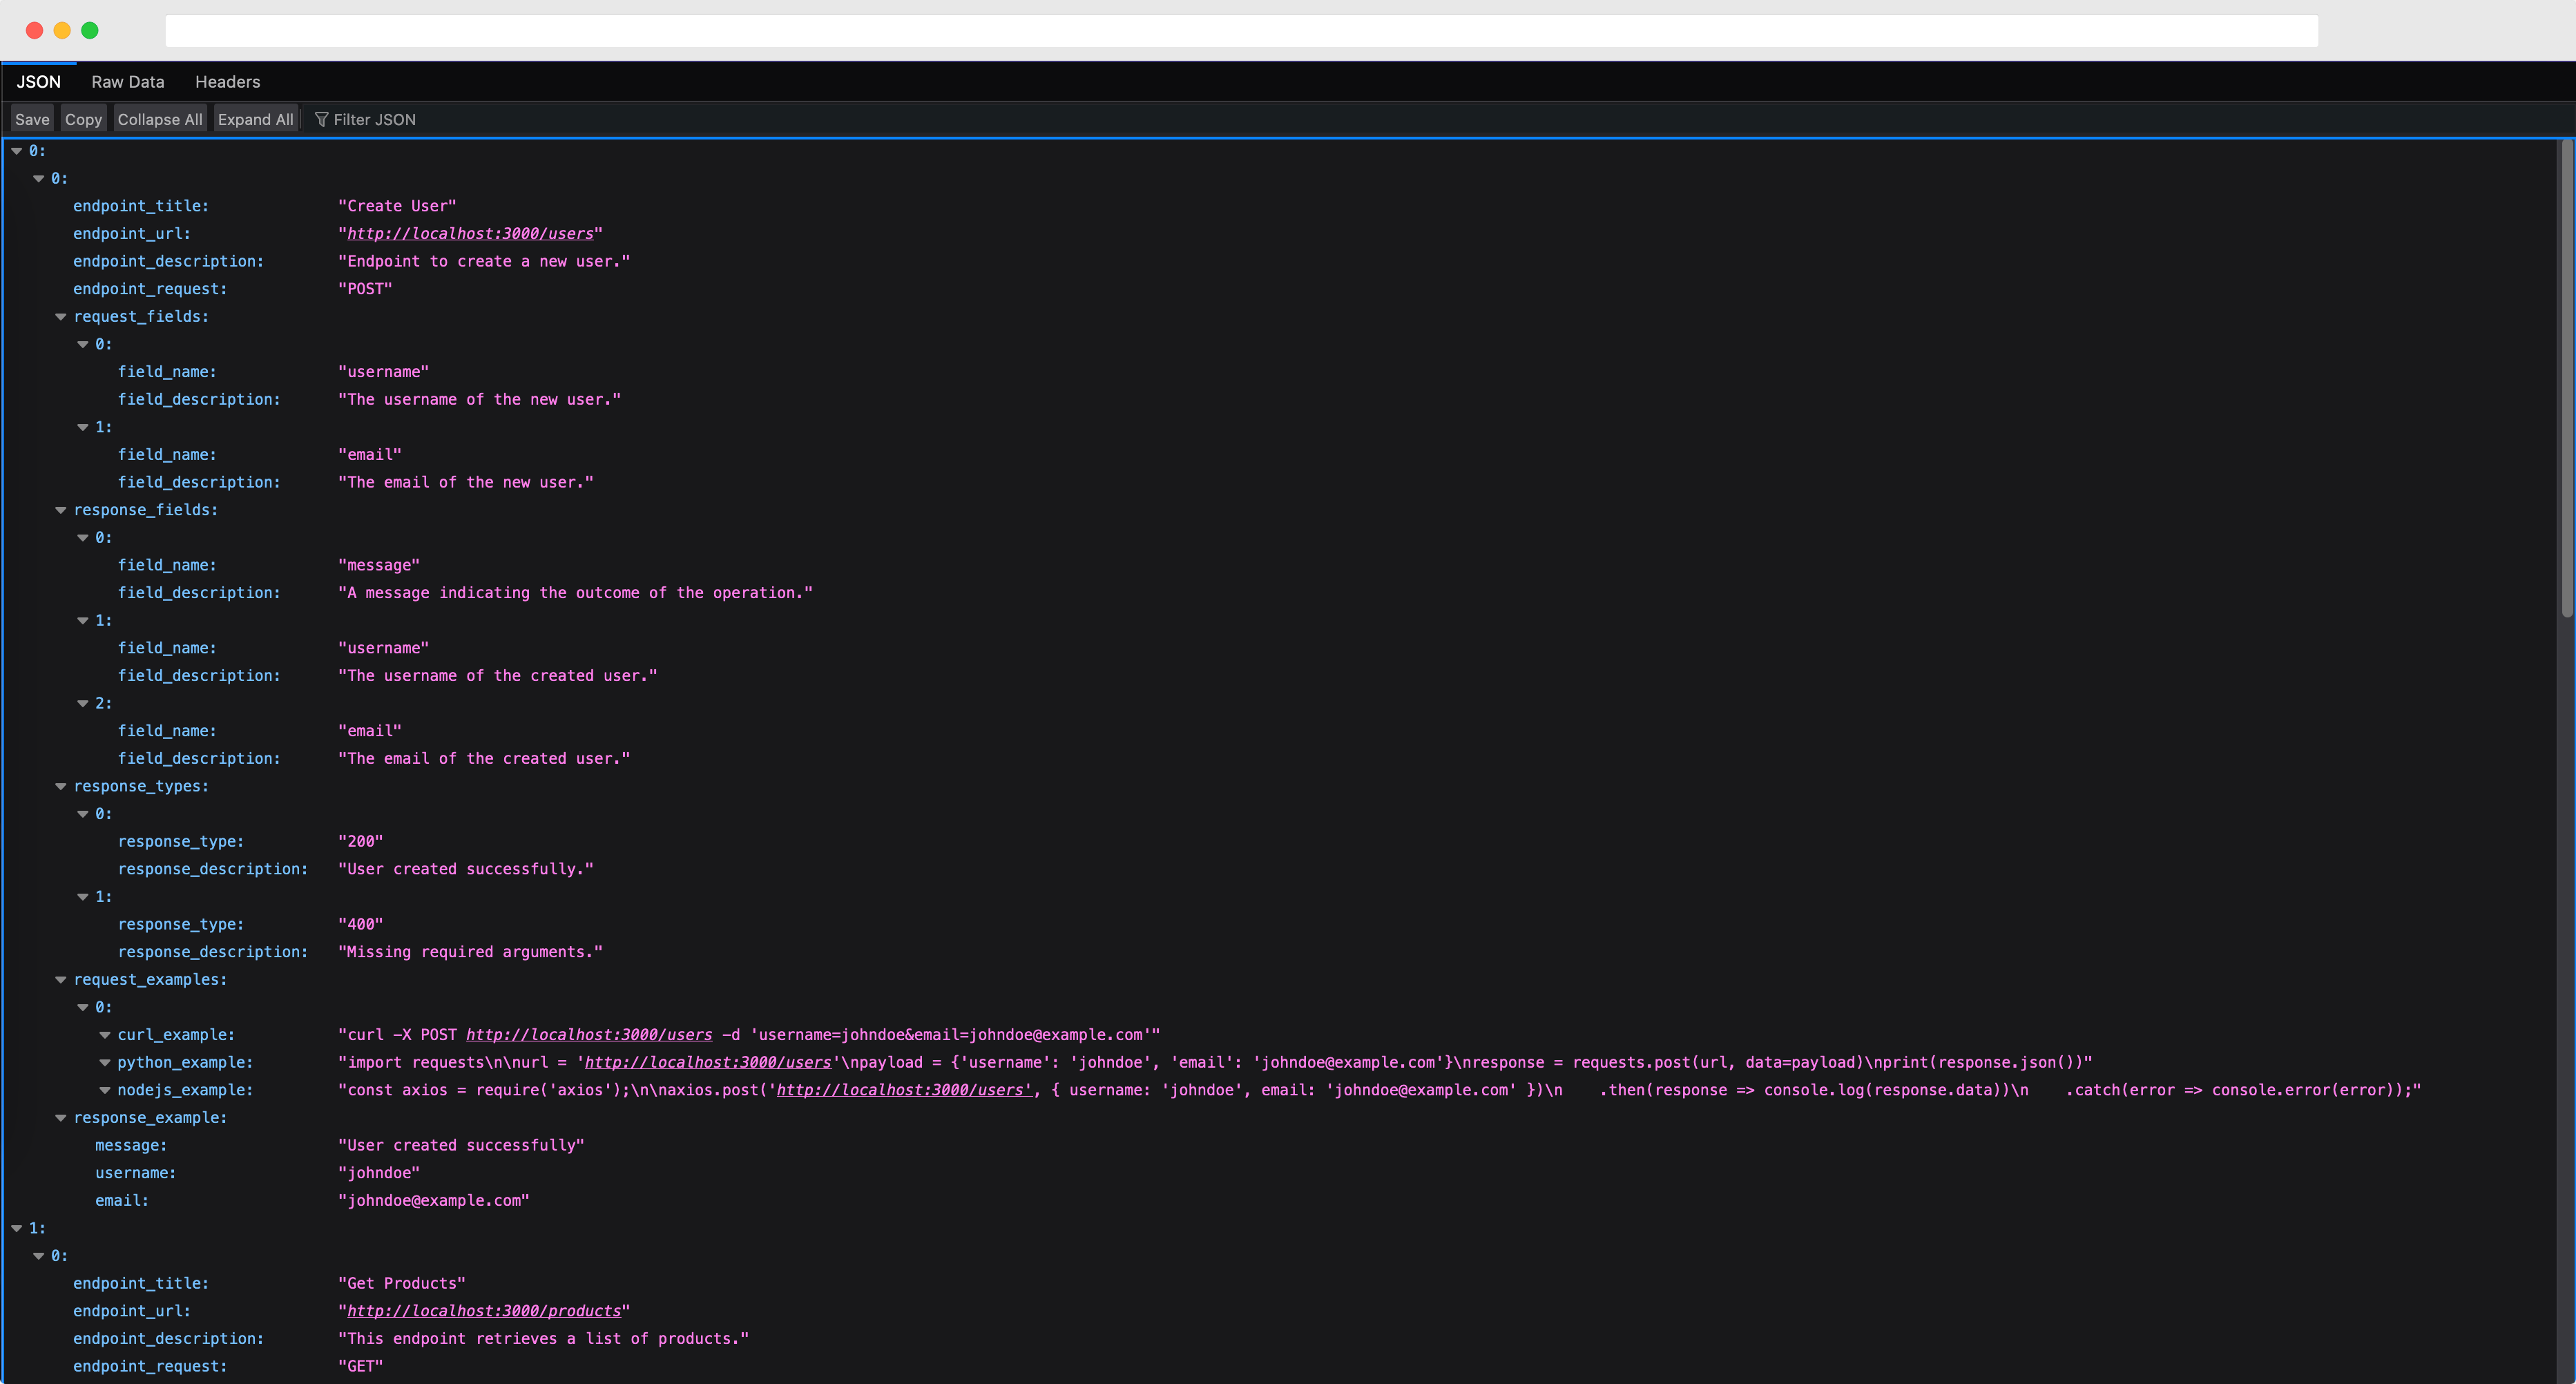 JSON Raw Data Headers
Save Copy Collapse All Expand All Filter JSON
0:
0:
endpoint_title: "Create User"
endpoint_url: "http://localhost:3000/users"
endpoint_description: "Endpoint to create a new user."
endpoint_request: "POST"
request_fields:
0:
field_name: "username"
field_description: "The username of the new user."
1:
field_name: "email"
field_description: "The email of the new user."
response_fields:
0:
field_name: "message"
field_description: "A message indicating the outcome of the operation."
1:
field_name: "username"
field_description: "The username of the created user."
2:
field_name: "email"
field_description: "The email of the created user."
response_types:
0:
response_type: "200"
response_description: "User created successfully."
1:
response_type: "400"
response_description: "Missing required arguments."
request_examples:
0:
curl_example: "curl -X POST http://localhost:3000/users -d 'username=johndoe&email=johndoe@example.com'"
python_example: "import requests\n\nurl = 'http://localhost:3000/users'\npayload = {'username': 'johndoe', 'email': 'johndoe@example.com'}\nresponse = requests.post(url, data=payload)\nprint(response.json())"
nodejs_example: "const axios = require('axios');\n\naxios.post('http://localhost:3000/users', { username: 'johndoe', email: 'johndoe@example.com' })\n    .then(response => console.log(response.data))\n    .catch(error => console.error(error));"
response_example:
message: "User created successfully"
username: "johndoe"
email: "johndoe@example.com"
1:
0:
endpoint_title: "Get Products"
endpoint_url: "http://localhost:3000/products"
endpoint_description: "This endpoint retrieves a list of products."
endpoint_request: "GET"